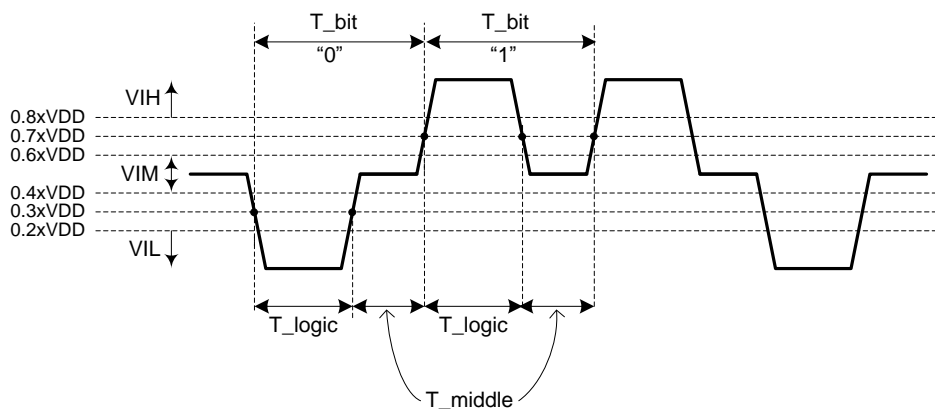 T_bit
T_bit
“0”
“1”
VIH
0.8xVDD
0.7xVDD
0.6xVDD
VIM
0.4xVDD
0.3xVDD
0.2xVDD
VIL
T_logic
T_logic
T_middle